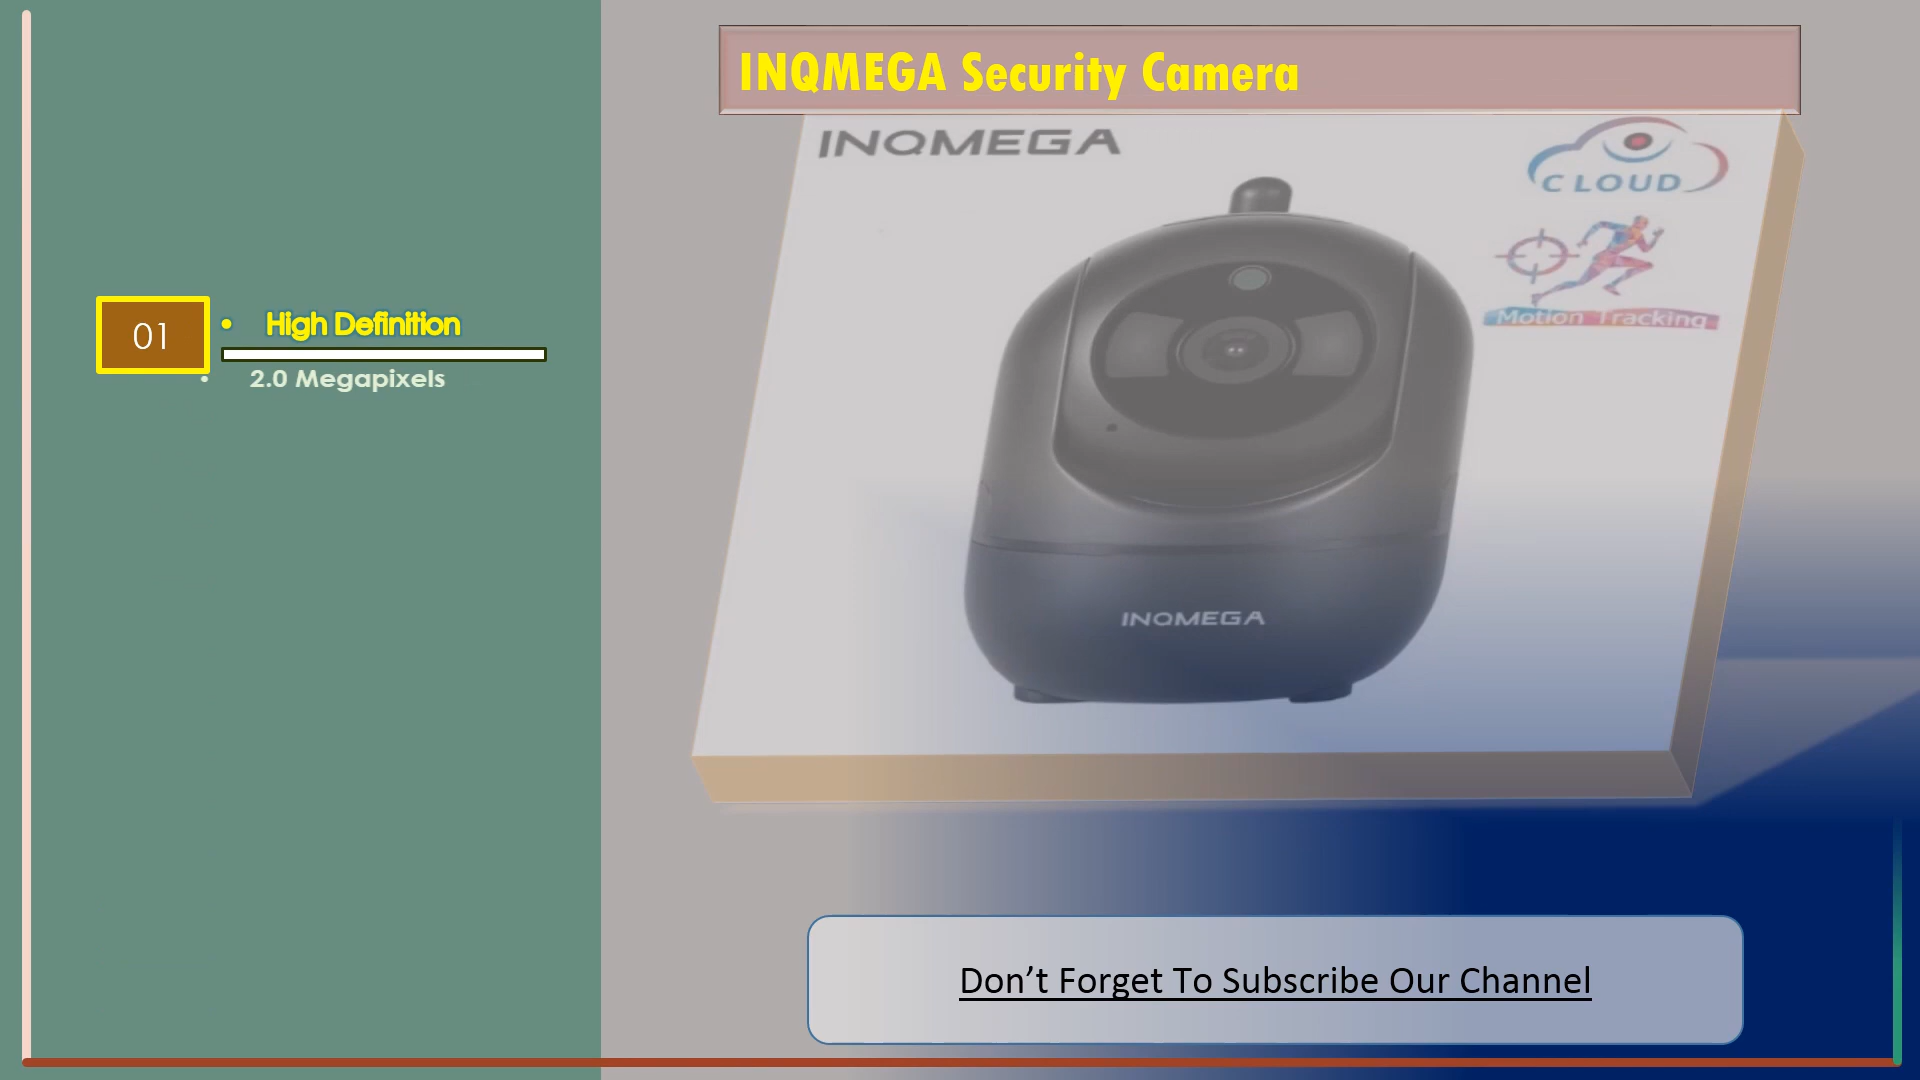 INQMEGA Security Camera
INQMEGA
CLOUD
Motion Tracking
01
• High Definition
• 2.0 Megapixels
INQMEGA
Don’t Forget To Subscribe Our Channel